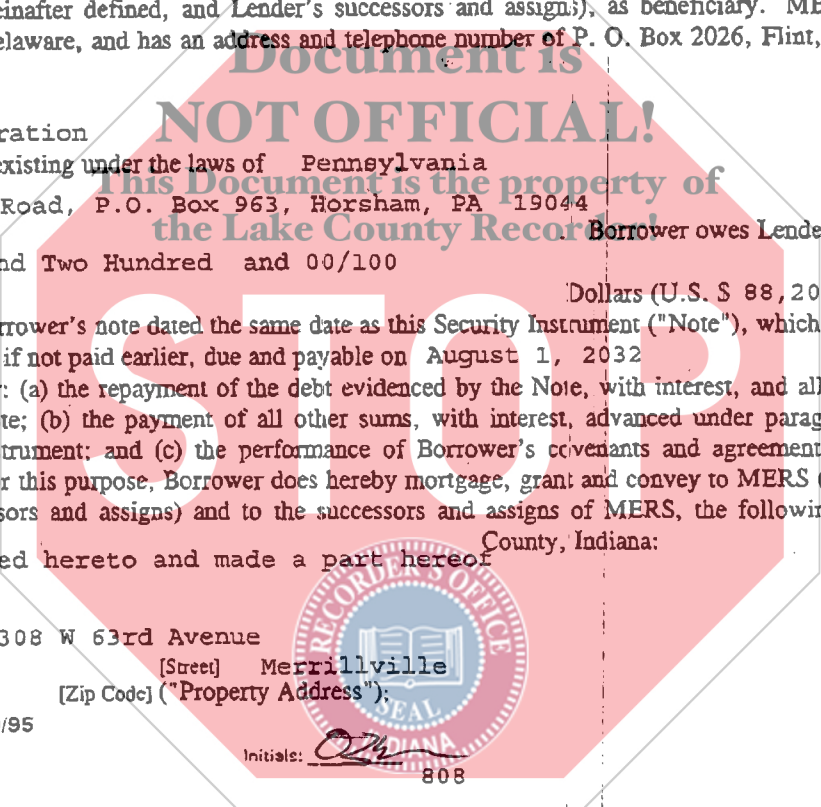 einafter defined, and Lender's successors and assigns), as beneficiary. ME
elaware, and has an address and telephone number of P. O. Box 2026, Flint,
Document is
NOT OFFICIAL!
ration
existing under the laws of Pennsylvania
This Document is the property of
Road, P.O. Box 963, Horsham, PA 19044
the Lake County Recorder!
. Borrower owes Lende
nd Two Hundred and 00/100
Dollars (U.S. $ 88,20
rrower's note dated the same date as this Security Instrument ("Note"), which
if not paid earlier, due and payable on August 1, 2032
r: (a) the repayment of the debt evidenced by the Note, with interest, and all
te; (b) the payment of all other sums, with interest, advanced under parag
STOP
trument; and (c) the performance of Borrower's covenants and agreement
r this purpose, Borrower does hereby mortgage, grant and convey to MERS (
sors and assigns) and to the successors and assigns of MERS, the followin
County, Indiana:
ed hereto and made a part hereof
RECORDER'S OFFICE
308 W 63rd Avenue
[Street] Merrillville
[Zip Code] ("Property Address");
SEAL
/95
INDIANA
Initials:
808